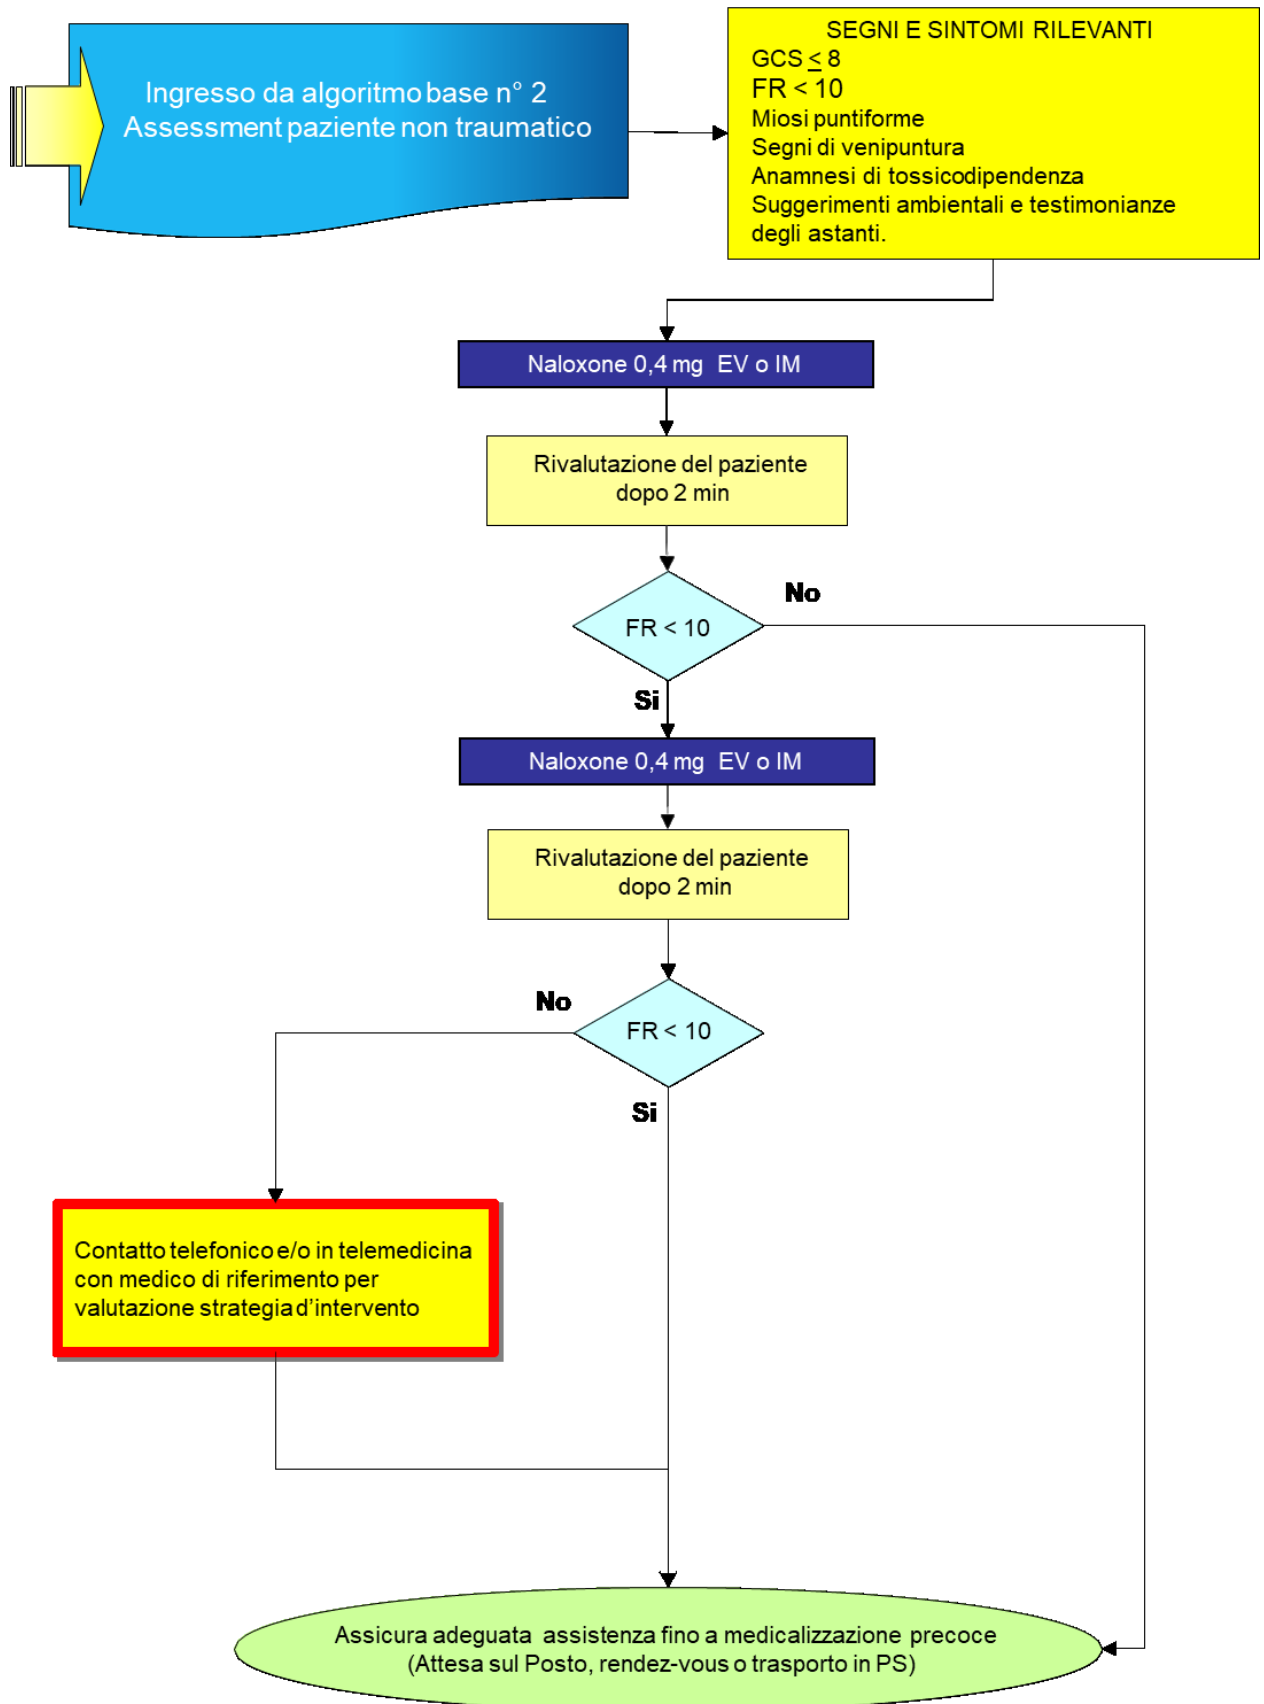 Ingresso da algoritmo base n° 2
Assessment paziente non traumatico
SEGNI E SINTOMI RILEVANTI
GCS ≤ 8
FR < 10
Miosi puntiforme
Segni di venipuntura
Anamnesi di tossicodipendenza
Suggerimenti ambientali e testimonianze
degli astanti.
Naloxone 0,4 mg EV o IM
Rivalutazione del paziente
dopo 2 min
FR < 10
No
Si
Naloxone 0,4 mg EV o IM
Rivalutazione del paziente
dopo 2 min
No
FR < 10
Si
Contatto telefonico e/o in telemedicina
con medico di riferimento per
valutazione strategia d'intervento
Assicura adeguata assistenza fino a medicalizzazione precoce
(Attesa sul Posto, rendez-vous o trasporto in PS)